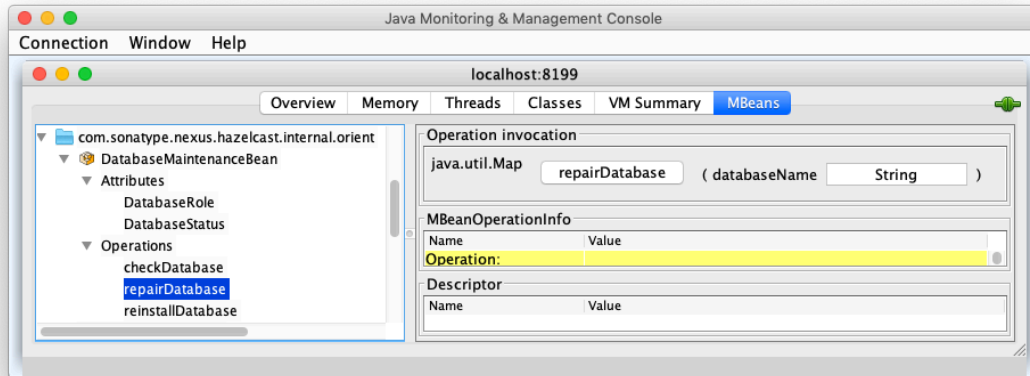 Java Monitoring & Management Console
Connection Window Help
localhost:8199
Overview Memory Threads Classes VM Summary MBeans
com.sonatype.nexus.hazelcast.internal.orient
DatabaseMaintenanceBean
Attributes
DatabaseRole
DatabaseStatus
Operations
checkDatabase
repairDatabase
reinstallDatabase
Operation invocation
java.util.Map repairDatabase ( databaseName String )
MBeanOperationInfo
Name Value
Operation:
Descriptor
Name Value